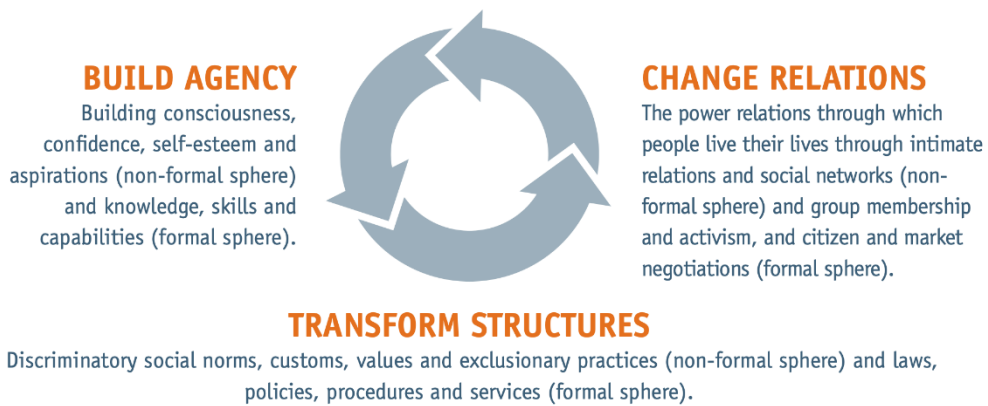 BUILD AGENCY
Building consciousness,
confidence, self-esteem and
aspirations (non-formal sphere)
and knowledge, skills and
capabilities (formal sphere).
CHANGE RELATIONS
The power relations through which
people live their lives through intimate
relations and social networks (non-
formal sphere) and group membership
and activism, and citizen and market
negotiations (formal sphere).
TRANSFORM STRUCTURES
Discriminatory social norms, customs, values and exclusionary practices (non-formal sphere) and laws,
policies, procedures and services (formal sphere).